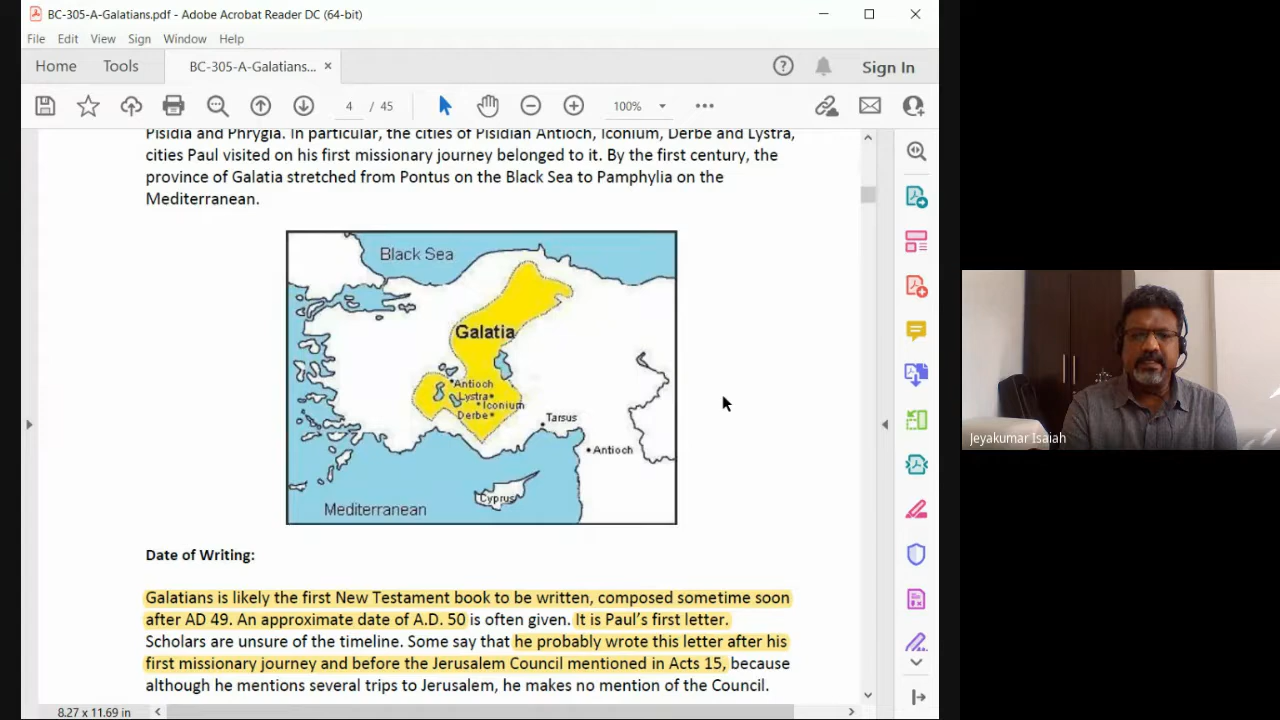 BC-305-A-Galatians.pdf - Adobe Acrobat Reader DC (64-bit)
File Edit View Sign Window Help
Home Tools BC-305-A-Galatians... × Sign In
4 / 45 100%
Pisidia and Phrygia. In particular, the cities of Pisidian Antioch, Iconium, Derbe and Lystra,
cities Paul visited on his first missionary journey belonged to it. By the first century, the
province of Galatia stretched from Pontus on the Black Sea to Pamphylia on the
Mediterranean.
Black Sea
Galatia
Antioch
Lystra
Iconium
Derbe
Tarsus
Antioch
Cyprus
Mediterranean
Date of Writing:
Galatians is likely the first New Testament book to be written, composed sometime soon
after AD 49. An approximate date of A.D. 50 is often given. It is Paul's first letter.
Scholars are unsure of the timeline. Some say that he probably wrote this letter after his
first missionary journey and before the Jerusalem Council mentioned in Acts 15, because
although he mentions several trips to Jerusalem, he makes no mention of the Council.
8.27 x 11.69 in
Jeyakumar Isaiah